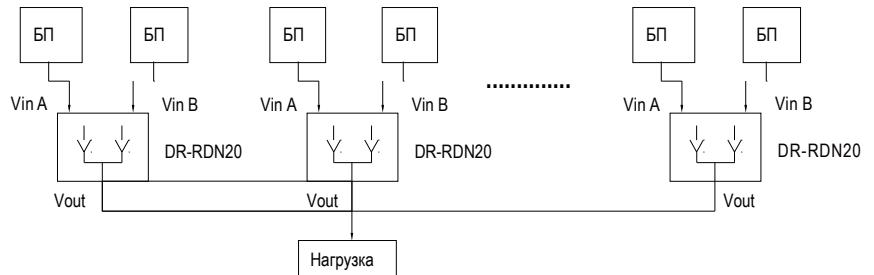 БП БП БП БП БП БП
Vin A Vin B Vin A Vin B Vin A Vin B
DR-RDN20 DR-RDN20 DR-RDN20
Vout Vout Vout
Нагрузка